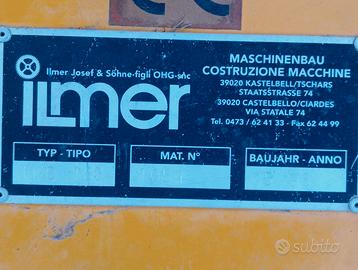 Ilmer Josef & Söhne-figli OHG-snc
ilmer
MASCHINENBAU
COSTRUZIONE MACCHINE
39020 KASTELBELL/TSCHARS
STAATSSTRASSE 74
39020 CASTELBELLO/CIARDES
VIA STATALE 74
Tel. 0473 / 62 41 33 - Fax 62 44 99
TYP - TIPO
MAT. N°
BAUJAHR - ANNO
subito